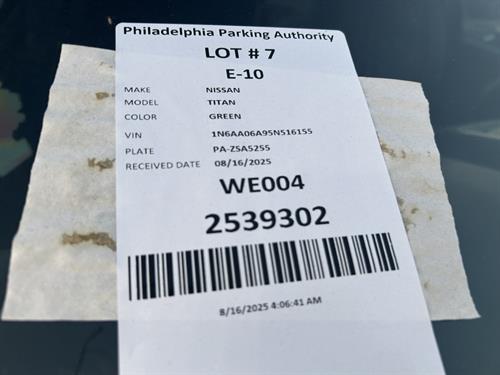 Philadelphia Parking Authority
LOT # 7
E-10
MAKE NISSAN
MODEL TITAN
COLOR GREEN
VIN 1N6AA06A95N516155
PLATE PA-ZSA5255
RECEIVED DATE 08/16/2025
WE004
2539302
8/16/2025 4:06:41 AM